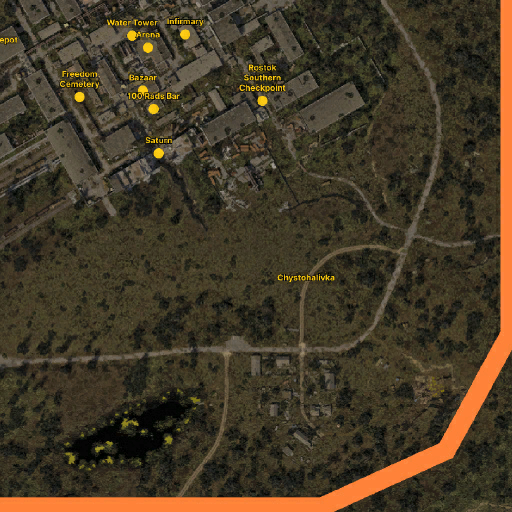 Water Tower
Infirmary
Arena
epot
Freedom
Cemetery
Bazaar
100 Rads Bar
Rostok
Southern
Checkpoint
Saturn
Chystohalivka